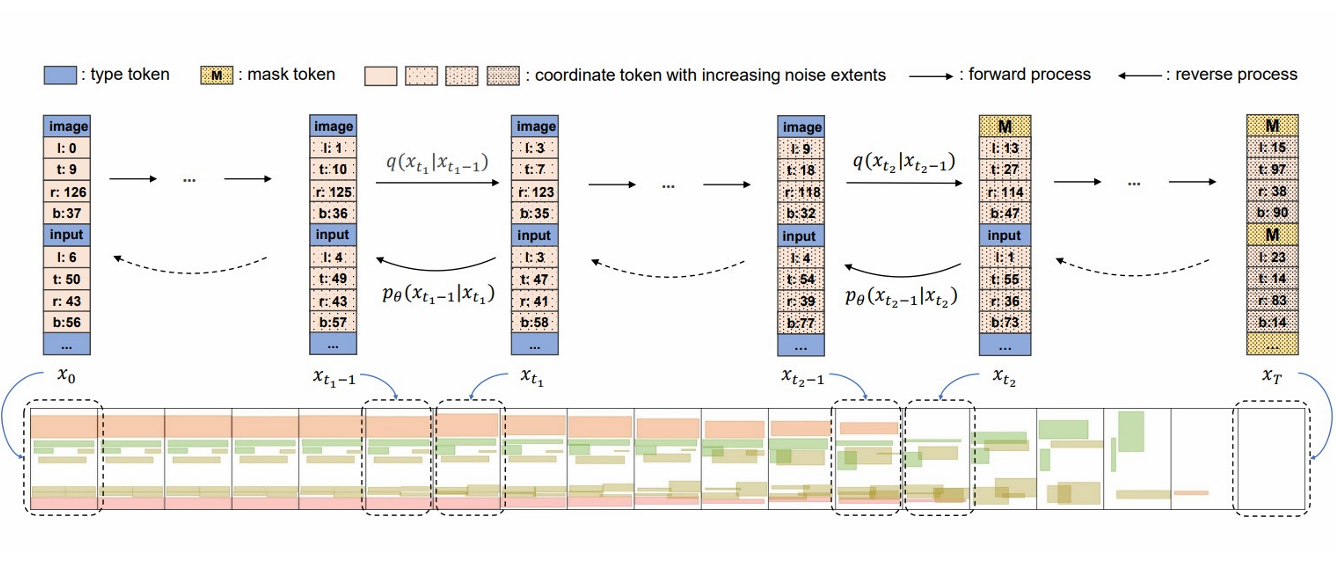 : type token M : mask token : coordinate token with increasing noise extents : forward process : reverse process
image image image image M M
l: 0 l: 1 l: 3 l: 9 l: 13 l: 15
t: 9 t: 10 t: 7 t: 18 t: 27 t: 97
r: 126 r: 125 r: 123 r: 118 r: 114 r: 38
b:37 b:36 b:35 b:32 b:47 b: 90
input input input input input M
l: 6 l: 4 l: 3 l: 4 l: 1 l: 23
t: 50 t: 49 t: 47 t: 54 t: 55 t: 14
r: 43 r: 43 r: 41 r: 39 r: 36 r: 83
b:56 b:57 b:58 b:77 b:73 b:14
... ... ... ... ... ...
... ... ...
q(x_{t_1}|x_{t_1-1}) q(x_{t_2}|x_{t_2-1})
p_θ(x_{t_1-1}|x_{t_1}) p_θ(x_{t_2-1}|x_{t_2})
x_0 x_{t_1-1} x_{t_1} x_{t_2-1} x_{t_2} x_T